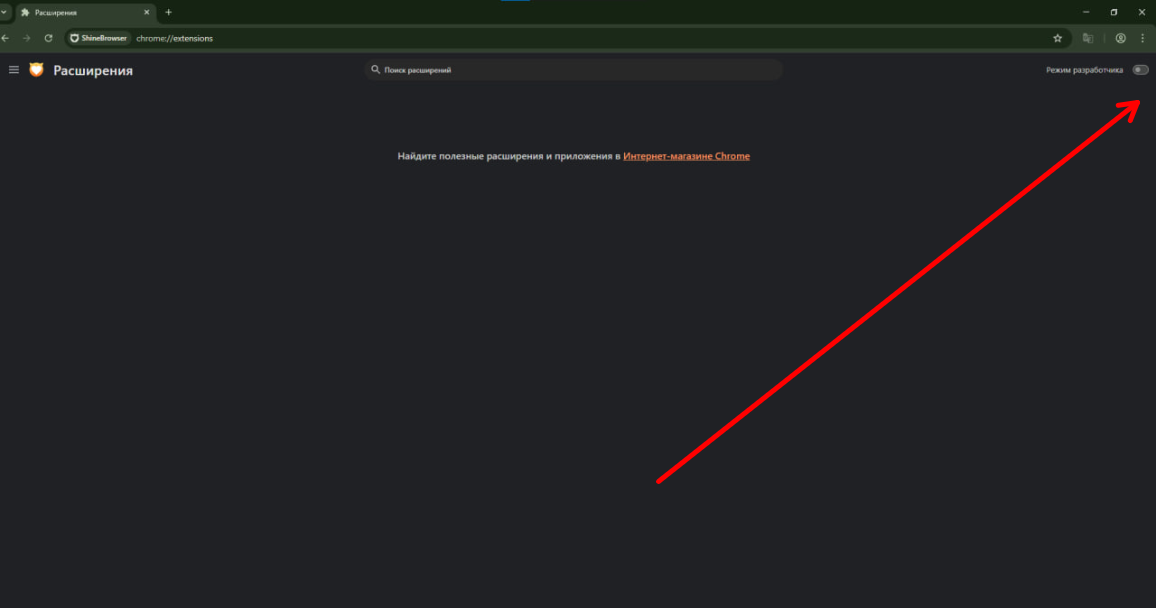 Расширения
ShineBrowser chrome://extensions
Расширения
Поиск расширений
Режим разработчика
Найдите полезные расширения и приложения в Интернет-магазине Chrome